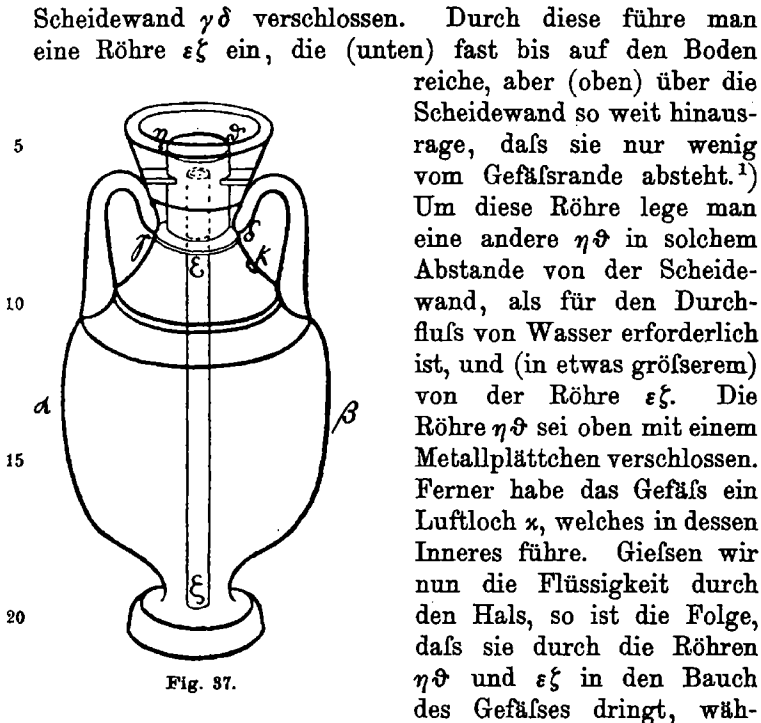 Scheidewand γδ verschlossen. Durch diese führe man
eine Röhre εζ ein, die (unten) fast bis auf den Boden
reiche, aber (oben) über die
Scheidewand so weit hinaus-
5 rage, daſs sie nur wenig
vom Gefäſsrande absteht.¹)
Um diese Röhre lege man
eine andere ηϑ in solchem
Abstande von der Scheide-
10 wand, als für den Durch-
fluſs von Wasser erforderlich
ist, und (in etwas gröſserem)
von der Röhre εζ. Die
Röhre ηϑ sei oben mit einem
15 Metallplättchen verschlossen.
Ferner habe das Gefäſs ein
Luftloch ϰ, welches in dessen
Inneres führe. Gieſsen wir
nun die Flüssigkeit durch
20 den Hals, so ist die Folge,
daſs sie durch die Röhren
ηϑ und εζ in den Bauch
des Gefäſses dringt, wäh-
η ϑ
γ δ
ε κ
α β
ξ
Fig. 37.